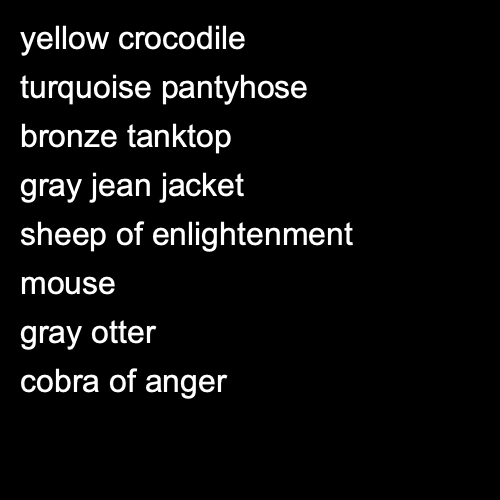 yellow crocodile
turquoise pantyhose
bronze tanktop
gray jean jacket
sheep of enlightenment
mouse
gray otter
cobra of anger